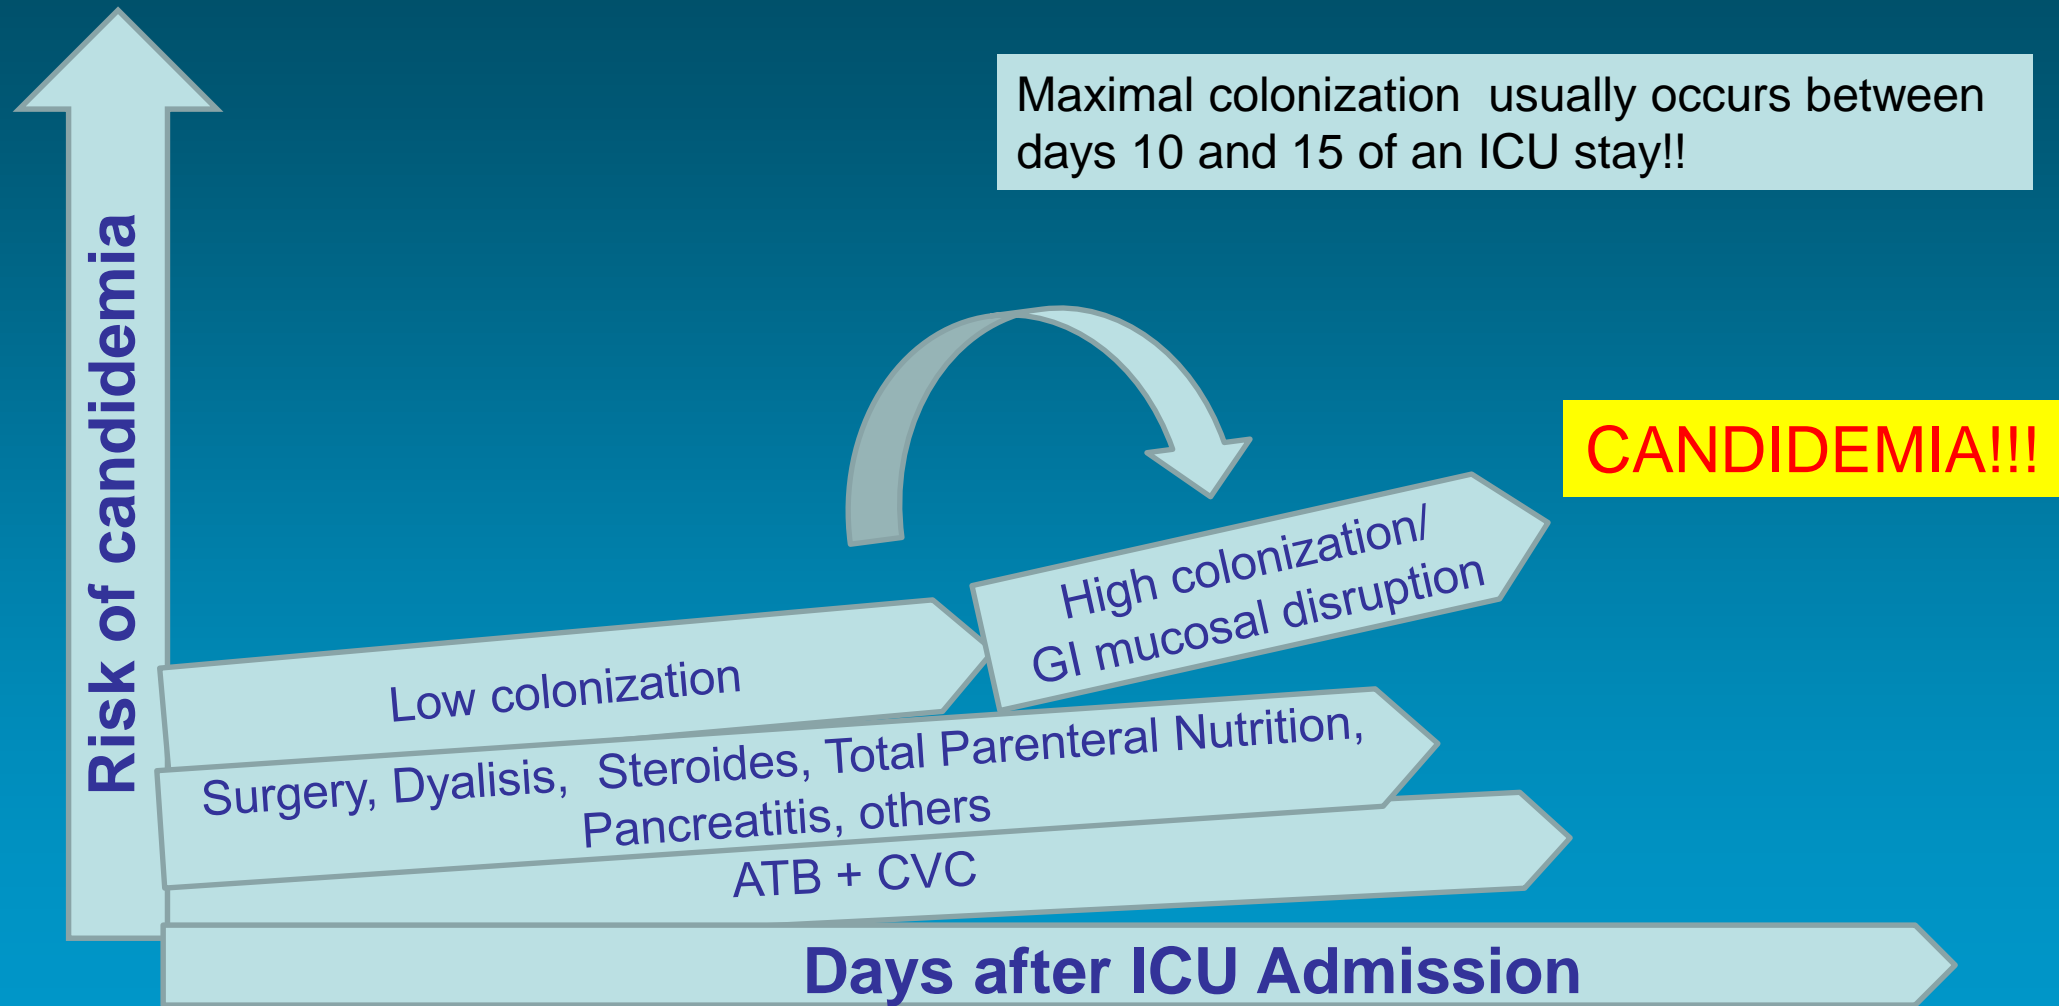 Maximal colonization  usually occurs between
days 10 and 15 of an ICU stay!!
Risk of candidemia
CANDIDEMIA!!!
High colonization/
GI mucosal disruption
Low colonization
Surgery, Dyalisis,  Steroides, Total Parenteral Nutrition,
Pancreatitis, others
ATB + CVC
Days after ICU Admission